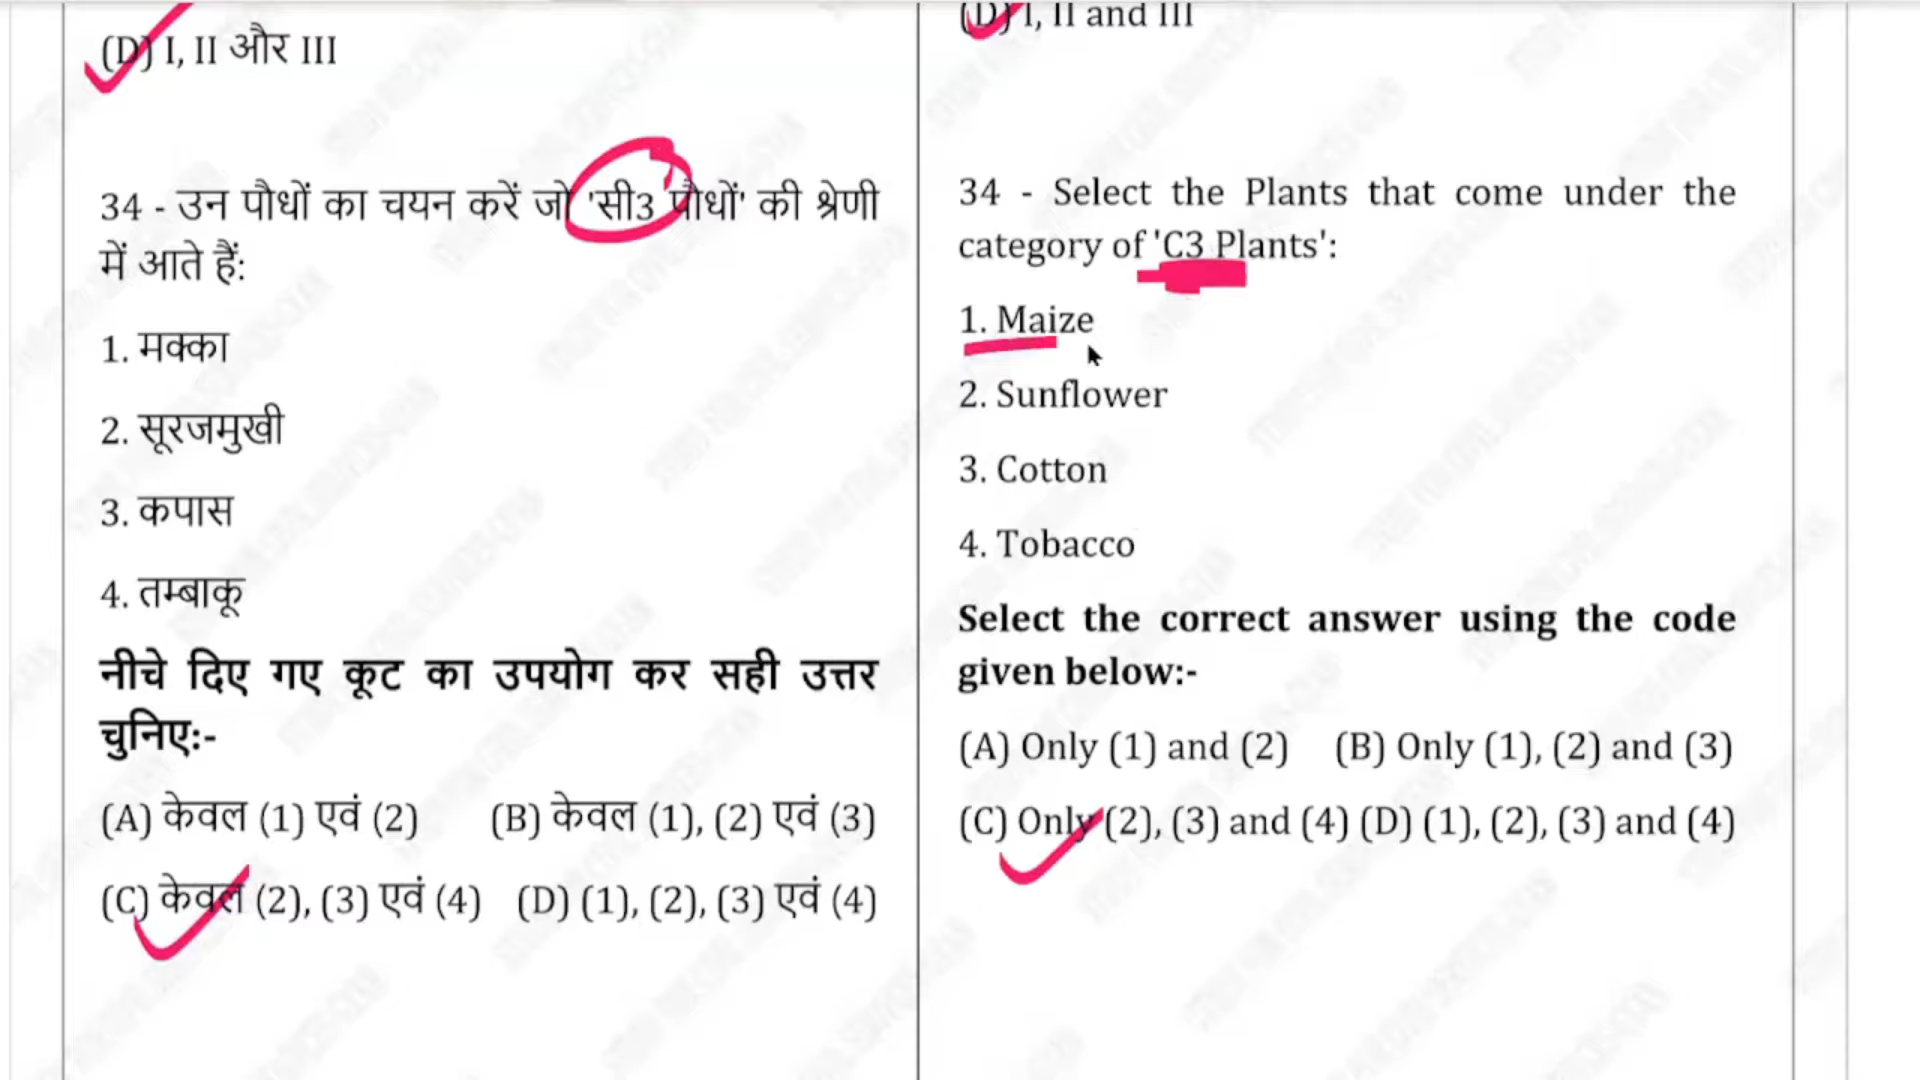 (D) I, II और III
34 - उन पौधों का चयन करें जो 'सी3 पौधों' की श्रेणी
में आते हैं:
1. मक्का
2. सूरजमुखी
3. कपास
4. तम्बाकू
नीचे दिए गए कूट का उपयोग कर सही उत्तर
चुनिए:-
(A) केवल (1) एवं (2) (B) केवल (1), (2) एवं (3)
(C) केवल (2), (3) एवं (4) (D) (1), (2), (3) एवं (4)
(D) I, II and III
34 - Select the Plants that come under the
category of 'C3 Plants':
1. Maize
2. Sunflower
3. Cotton
4. Tobacco
Select the correct answer using the code
given below:-
(A) Only (1) and (2) (B) Only (1), (2) and (3)
(C) Only (2), (3) and (4) (D) (1), (2), (3) and (4)